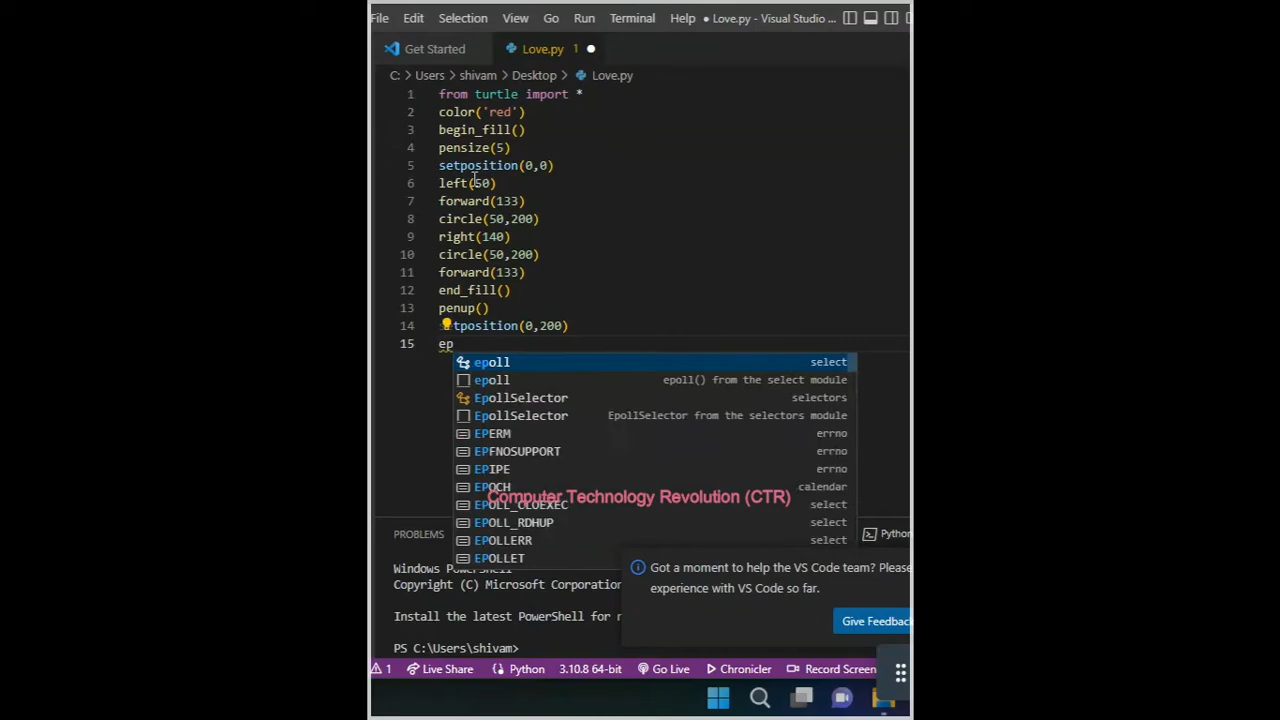 File Edit Selection View Go Run Terminal Help ● Love.py - Visual Studio ...
Get Started Love.py 1
C: > Users > shivam > Desktop > Love.py
1 from turtle import *
2 color('red')
3 begin_fill()
4 pensize(5)
5 setposition(0,0)
6 left(50)
7 forward(133)
8 circle(50,200)
9 right(140)
10 circle(50,200)
11 forward(133)
12 end_fill()
13 penup()
14 tposition(0,200)
15 ep
epoll select
epoll epoll() from the select module
EpollSelector selectors
EpollSelector EpollSelector from the selectors module
EPERM errno
EPFNOSUPPORT errno
EPIPE errno
EPOCH calendar
Computer Technology Revolution (CTR)
EPOLL_CLOEXEC select
EPOLL_RDHUP select
PROBLEMS Python
EPOLLERR select
EPOLLET
Windows PowerShell
Got a moment to help the VS Code team? Please
Copyright (C) Microsoft Corporation
experience with VS Code so far.
Install the latest PowerShell for n
Give Feedback
PS C:\Users\shivam>
1 Live Share Python 3.10.8 64-bit Go Live Chronicler Record Screen